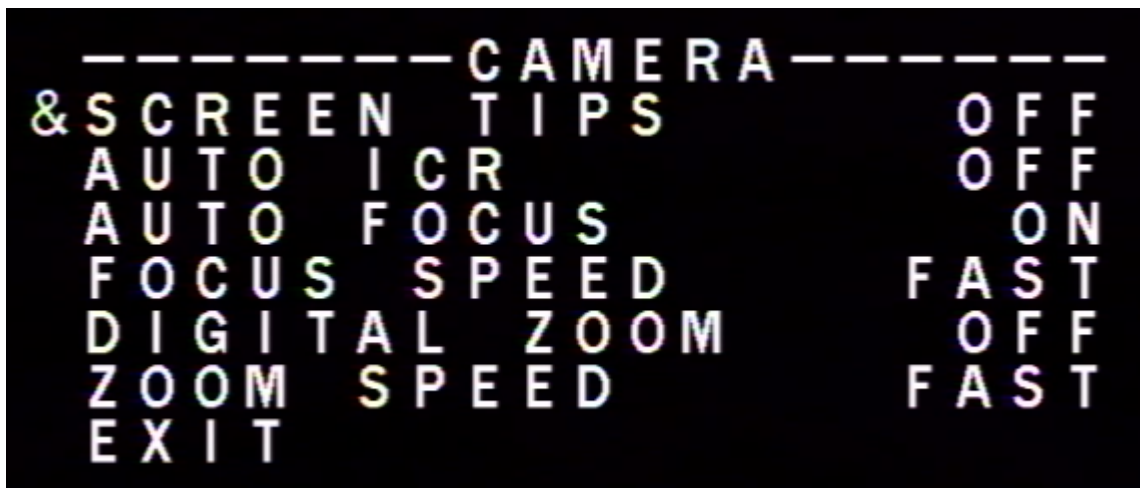 -------CAMERA------
&SCREEN TIPS OFF
AUTO ICR OFF
AUTO FOCUS ON
FOCUS SPEED FAST
DIGITAL ZOOM OFF
ZOOM SPEED FAST
EXIT